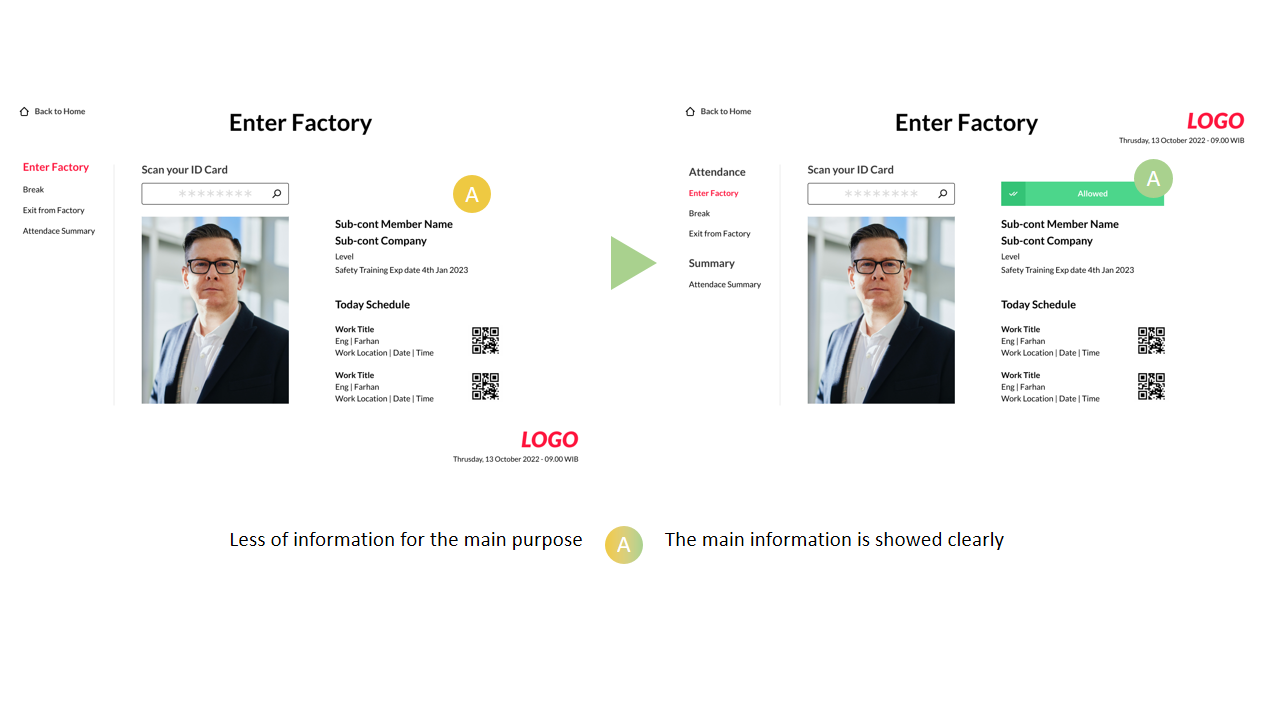 Back to Home
Enter Factory
Enter Factory
Break
Exit from Factory
Attendace Summary
Scan your ID Card
********
A
Sub-cont Member Name
Sub-cont Company
Level
Safety Training Exp date 4th Jan 2023
Today Schedule
Work Title
Eng | Farhan
Work Location | Date | Time
Work Title
Eng | Farhan
Work Location | Date | Time
LOGO
Thrusday, 13 October 2022 - 09.00 WIB
Back to Home
Enter Factory
LOGO
Thrusday, 13 October 2022 - 09.00 WIB
Attendance
Enter Factory
Break
Exit from Factory
Summary
Attendace Summary
Scan your ID Card
********
A
Allowed
Sub-cont Member Name
Sub-cont Company
Level
Safety Training Exp date 4th Jan 2023
Today Schedule
Work Title
Eng | Farhan
Work Location | Date | Time
Work Title
Eng | Farhan
Work Location | Date | Time
Less of information for the main purpose
A
The main information is showed clearly